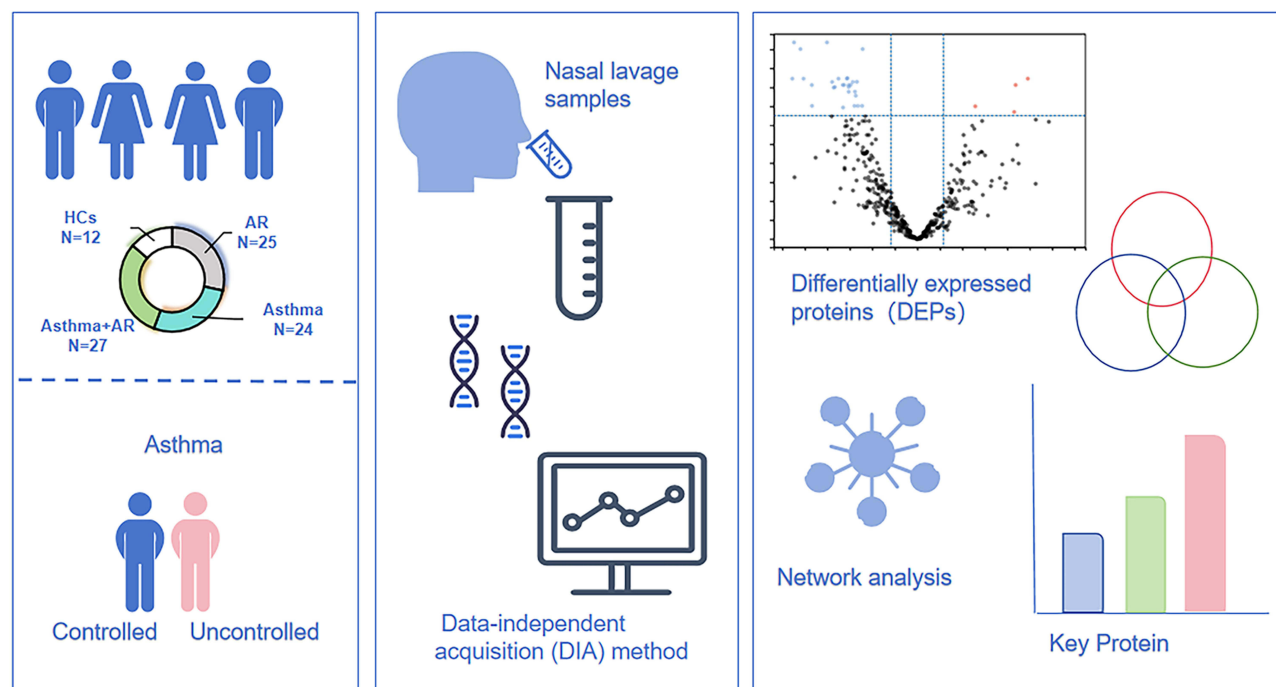 HCs
N=12
AR
N=25
Asthma+AR
N=27
Asthma
N=24
Asthma
Controlled
Uncontrolled
Nasal lavage
samples
Data-independent
acquisition (DIA) method
Differentially expressed
proteins（DEPs）
Network analysis
Key Protein